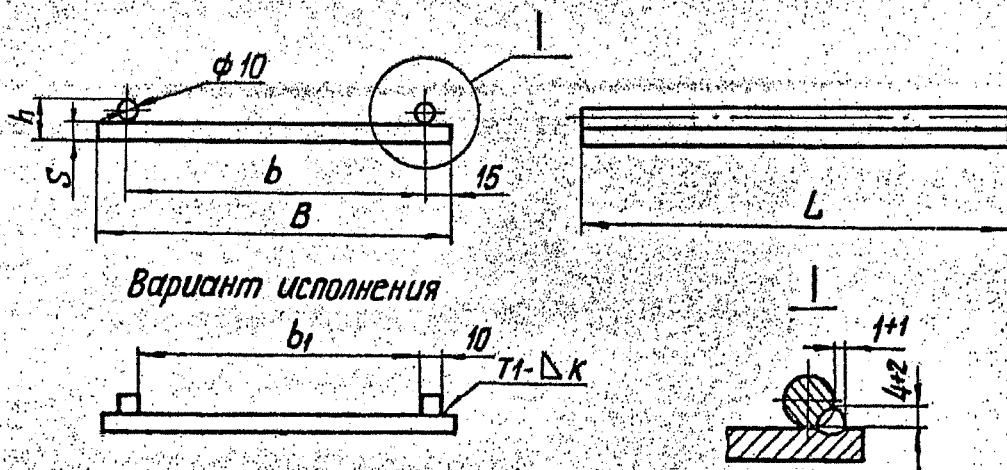 I
ϕ10
h
S
b
15
B
L
Вариант исполнения
b₁
10
T1-◺K
I
1+1
4+2